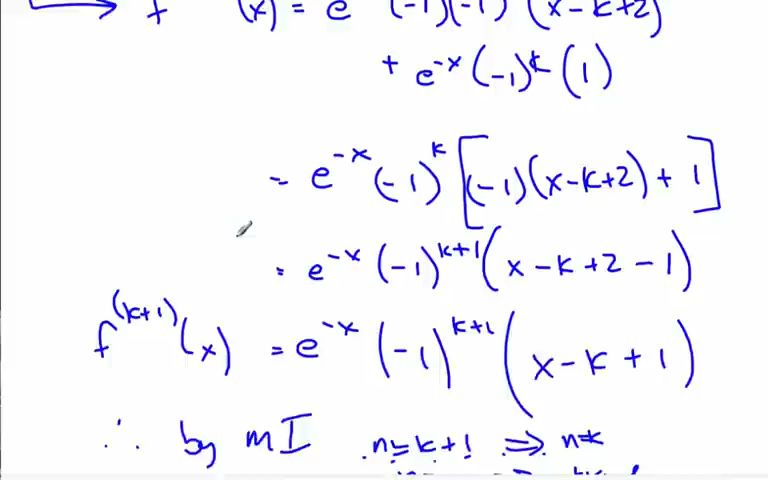 f (x) = e (-1)(-1) (x-k+2)
+ e^{-x} (-1)^k (1)
= e^{-x} (-1)^k [(-1)(x-k+2) + 1]
= e^{-x} (-1)^{k+1} (x-k+2-1)
f^{(k+1)}(x) = e^{-x} (-1)^{k+1} (x-k+1)
∴ by MI n=k+1 ⇒ n=k